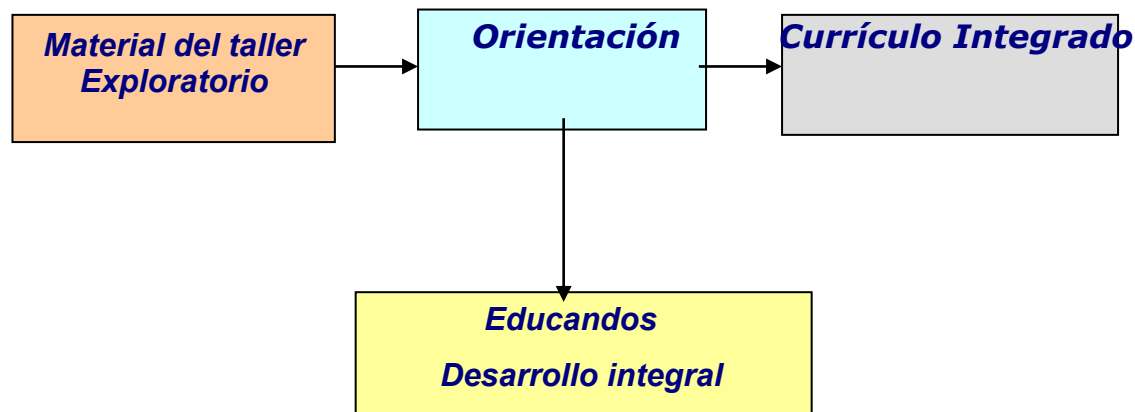 Material del taller
Exploratorio
Orientación
Currículo Integrado
Educandos
Desarrollo integral